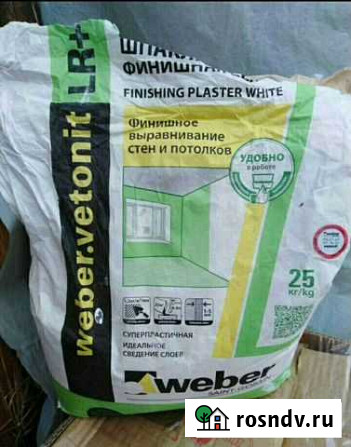 weber.vetonit LR+
ФИНИШНАЯ
FINISHING PLASTER WHITE
Финишное
выравнивание
стен и потолков
УДОБНО
в работе
25
кг/kg
СУПЕРПЛАСТИЧНАЯ
ИДЕАЛЬНОЕ
СВЕДЕНИЕ СЛОЕВ
weber
SAINT-GOBAIN
rosndv.ru